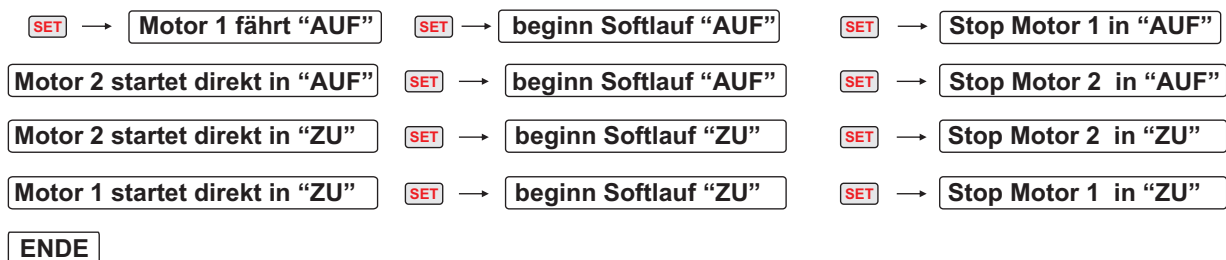 SET → Motor 1 fährt “AUF” SET → beginn Softlauf “AUF” SET → Stop Motor 1 in “AUF”
Motor 2 startet direkt in “AUF” SET → beginn Softlauf “AUF” SET → Stop Motor 2 in “AUF”
Motor 2 startet direkt in “ZU” SET → beginn Softlauf “ZU” SET → Stop Motor 2 in “ZU”
Motor 1 startet direkt in “ZU” SET → beginn Softlauf “ZU” SET → Stop Motor 1 in “ZU”
ENDE